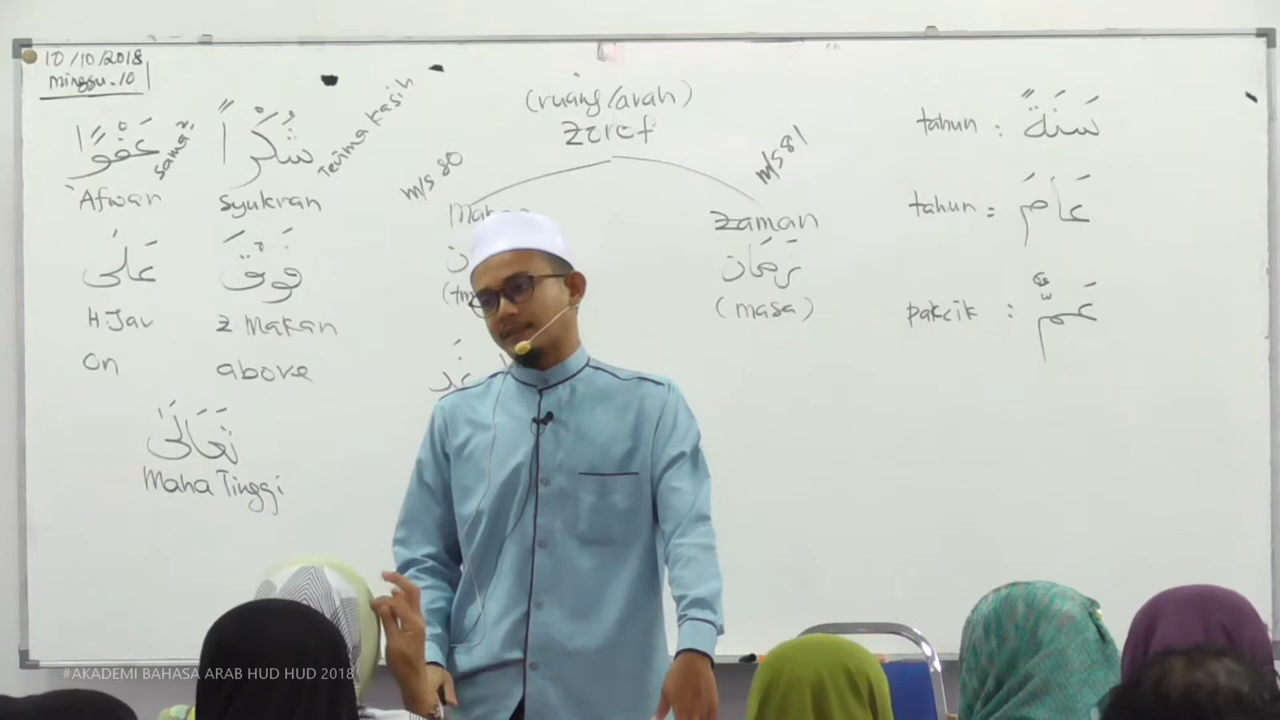 10/10/2018
minggu.10
عَفْوًا
sama²
شُكْرًا
Terima kasih
'Afwan
Syukran
عَلَى
فَوْقَ
H.Jar
Z Makan
On
above
تَعَالَى
Maha Tinggi
(ruang/arah)
Zoref
m/s 80
m/s 81
zaman
زَمَان
(masa)
tahun : سَنَةً
tahun : عَامَ
pakcik : عَمٌّ
#AKADEMI BAHASA ARAB HUD HUD 2018